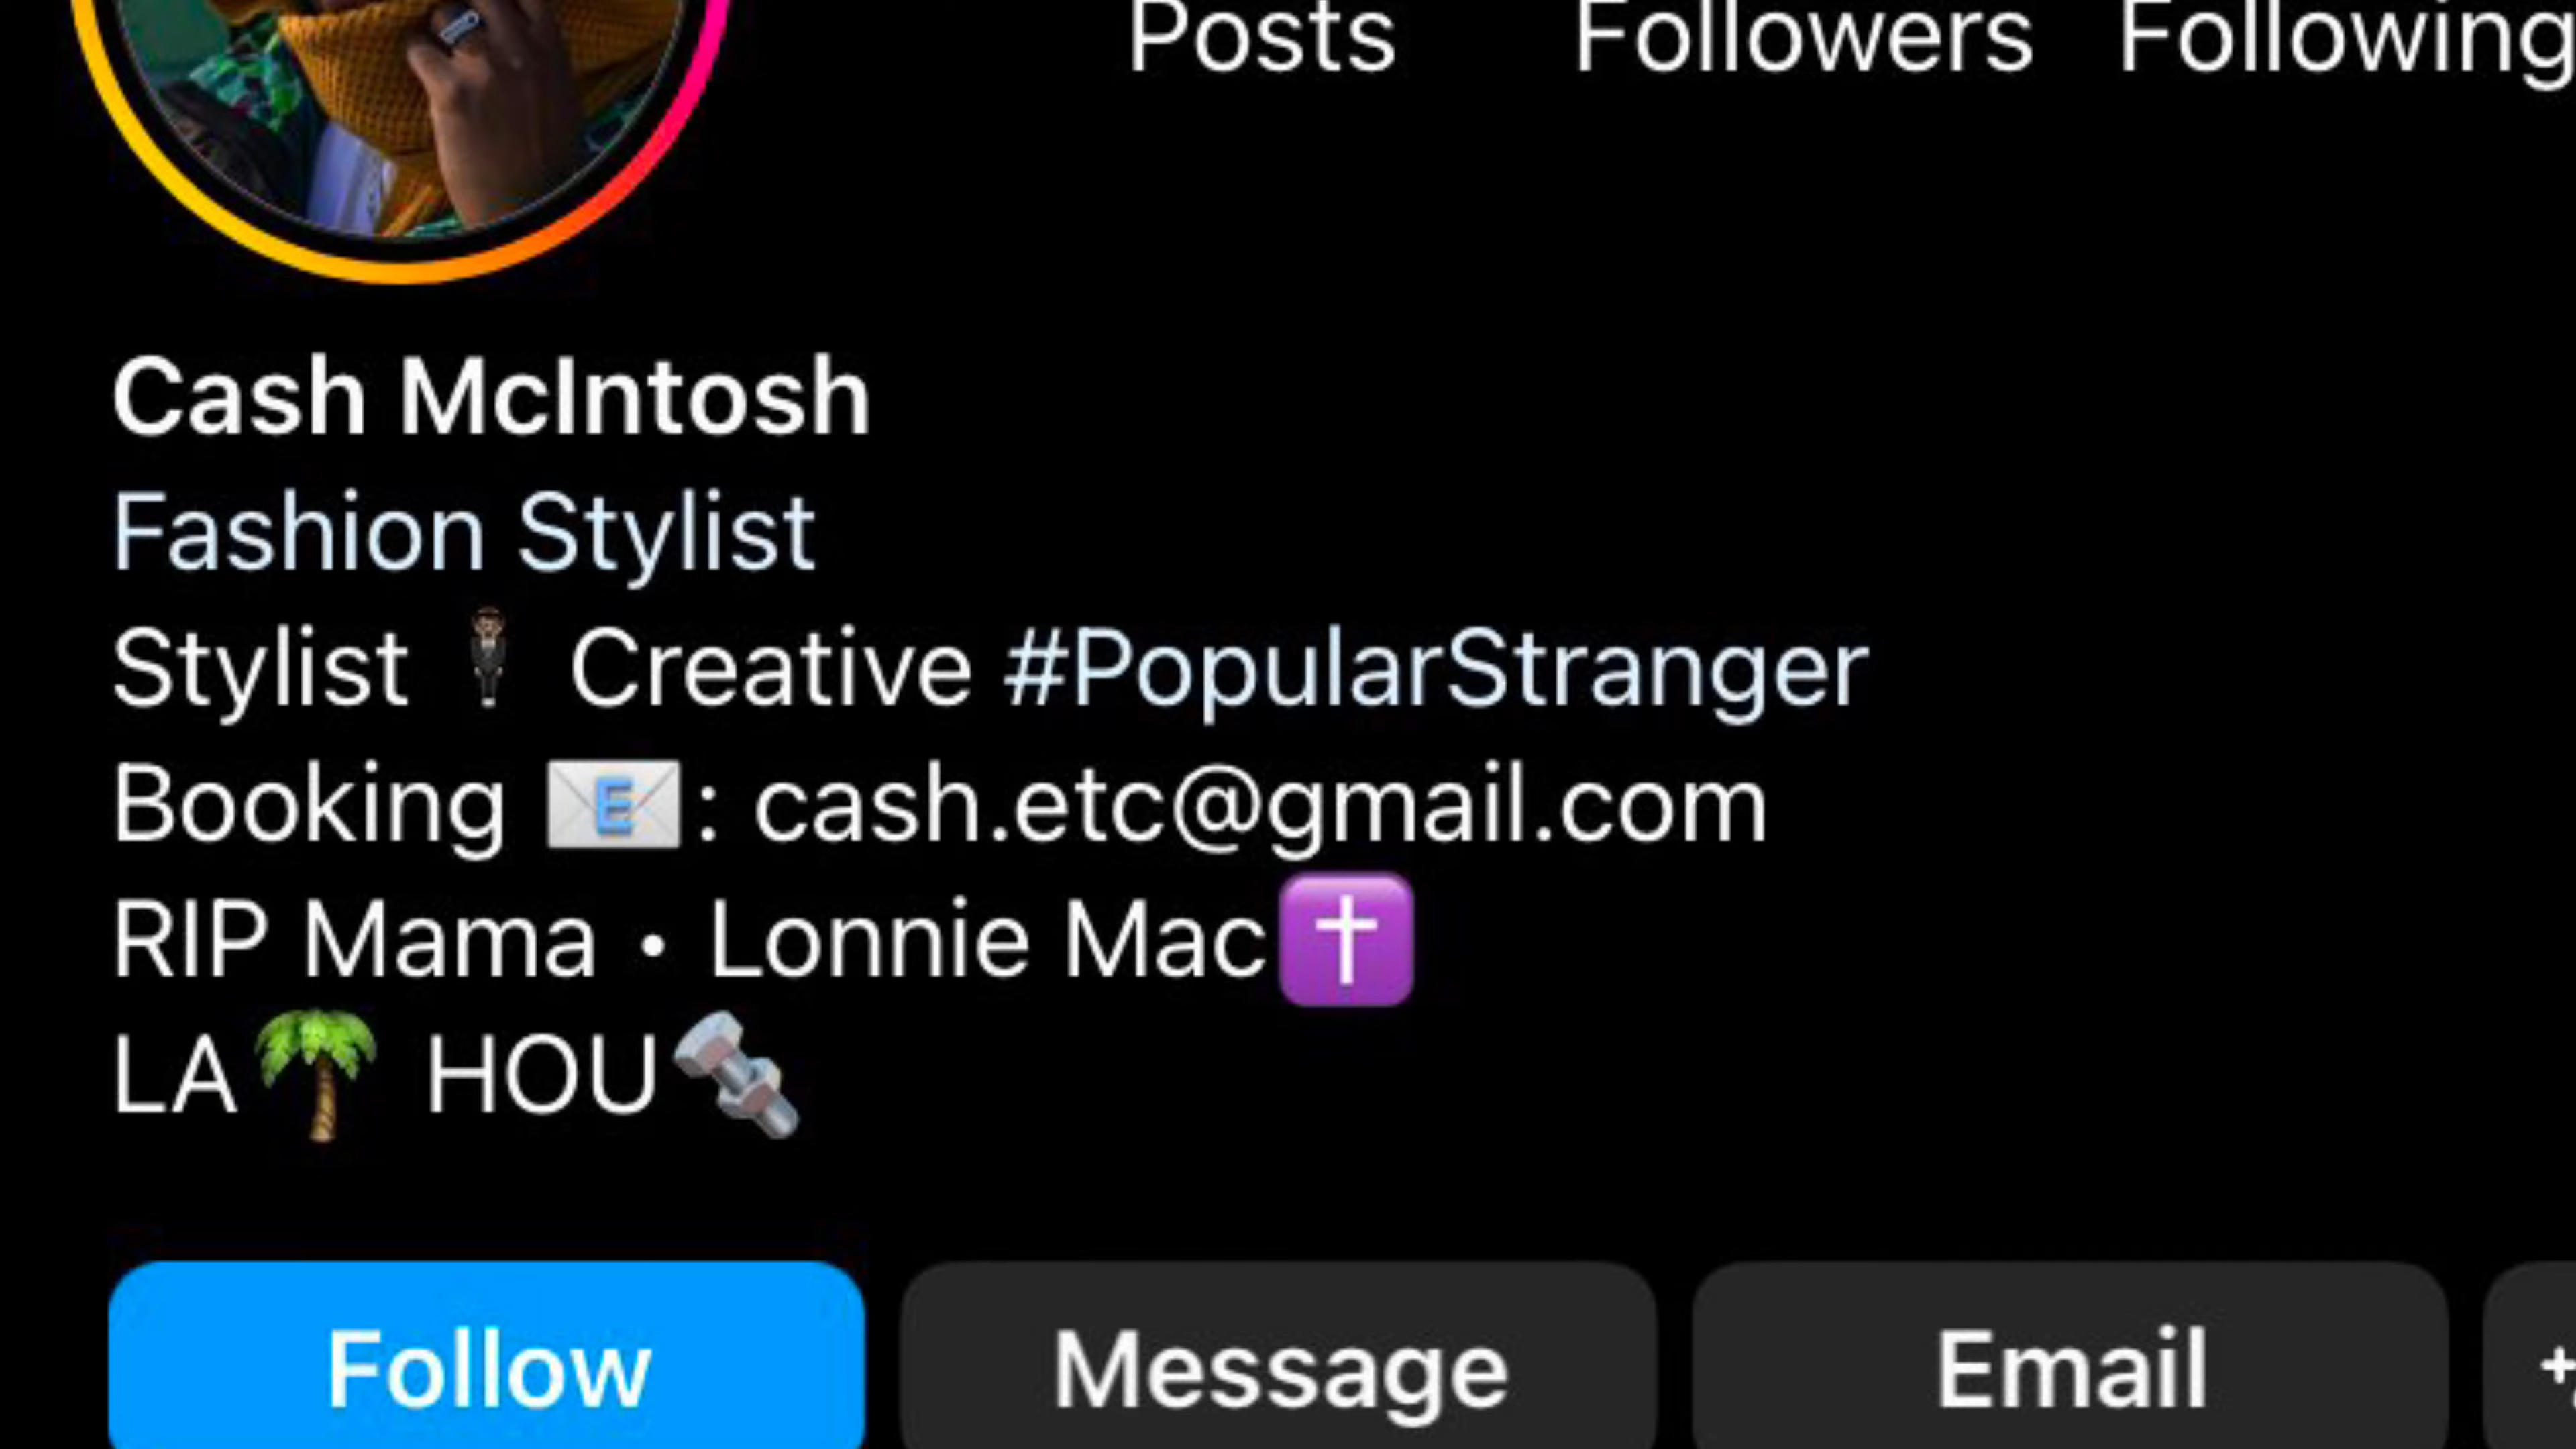 Posts Followers Following
Cash McIntosh
Fashion Stylist
Stylist 🕴🏾 Creative #PopularStranger
Booking 📧: cash.etc@gmail.com
RIP Mama • Lonnie Mac✝️
LA🌴 HOU🔩
Follow Message Email